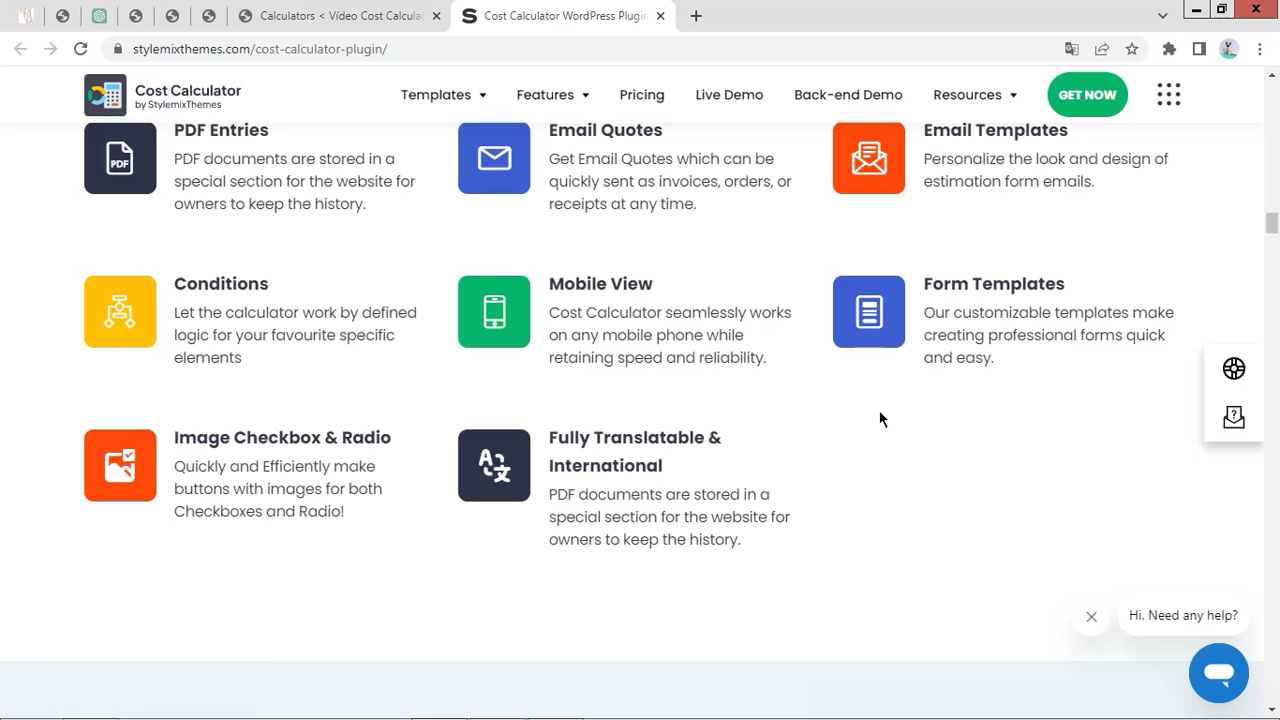 Calculators < Vídeo Cost Calcula
Cost Calculator WordPress Plugin
stylemixthemes.com/cost-calculator-plugin/
Cost Calculator
by StylemixThemes
Templates
Features
Pricing
Live Demo
Back-end Demo
Resources
GET NOW
PDF Entries
PDF
PDF documents are stored in a
special section for the website for
owners to keep the history.
Email Quotes
Get Email Quotes which can be
quickly sent as invoices, orders, or
receipts at any time.
Email Templates
Personalize the look and design of
estimation form emails.
Conditions
Let the calculator work by defined
logic for your favourite specific
elements
Mobile View
Cost Calculator seamlessly works
on any mobile phone while
retaining speed and reliability.
Form Templates
Our customizable templates make
creating professional forms quick
and easy.
Image Checkbox & Radio
Quickly and Efficiently make
buttons with images for both
Checkboxes and Radio!
Fully Translatable &
International
PDF documents are stored in a
special section for the website for
owners to keep the history.
Hi. Need any help?